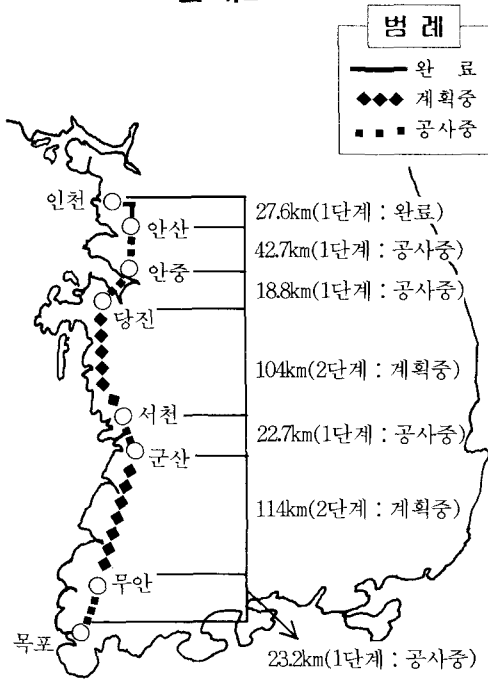 범 례
완 료
계획중
공사중
인천
27.6km(1단계 : 완료)
안산
42.7km(1단계 : 공사중)
안중
18.8km(1단계 : 공사중)
당진
104km(2단계 : 계획중)
서천
22.7km(1단계 : 공사중)
군산
114km(2단계 : 계획중)
무안
목포
23.2km(1단계 : 공사중)